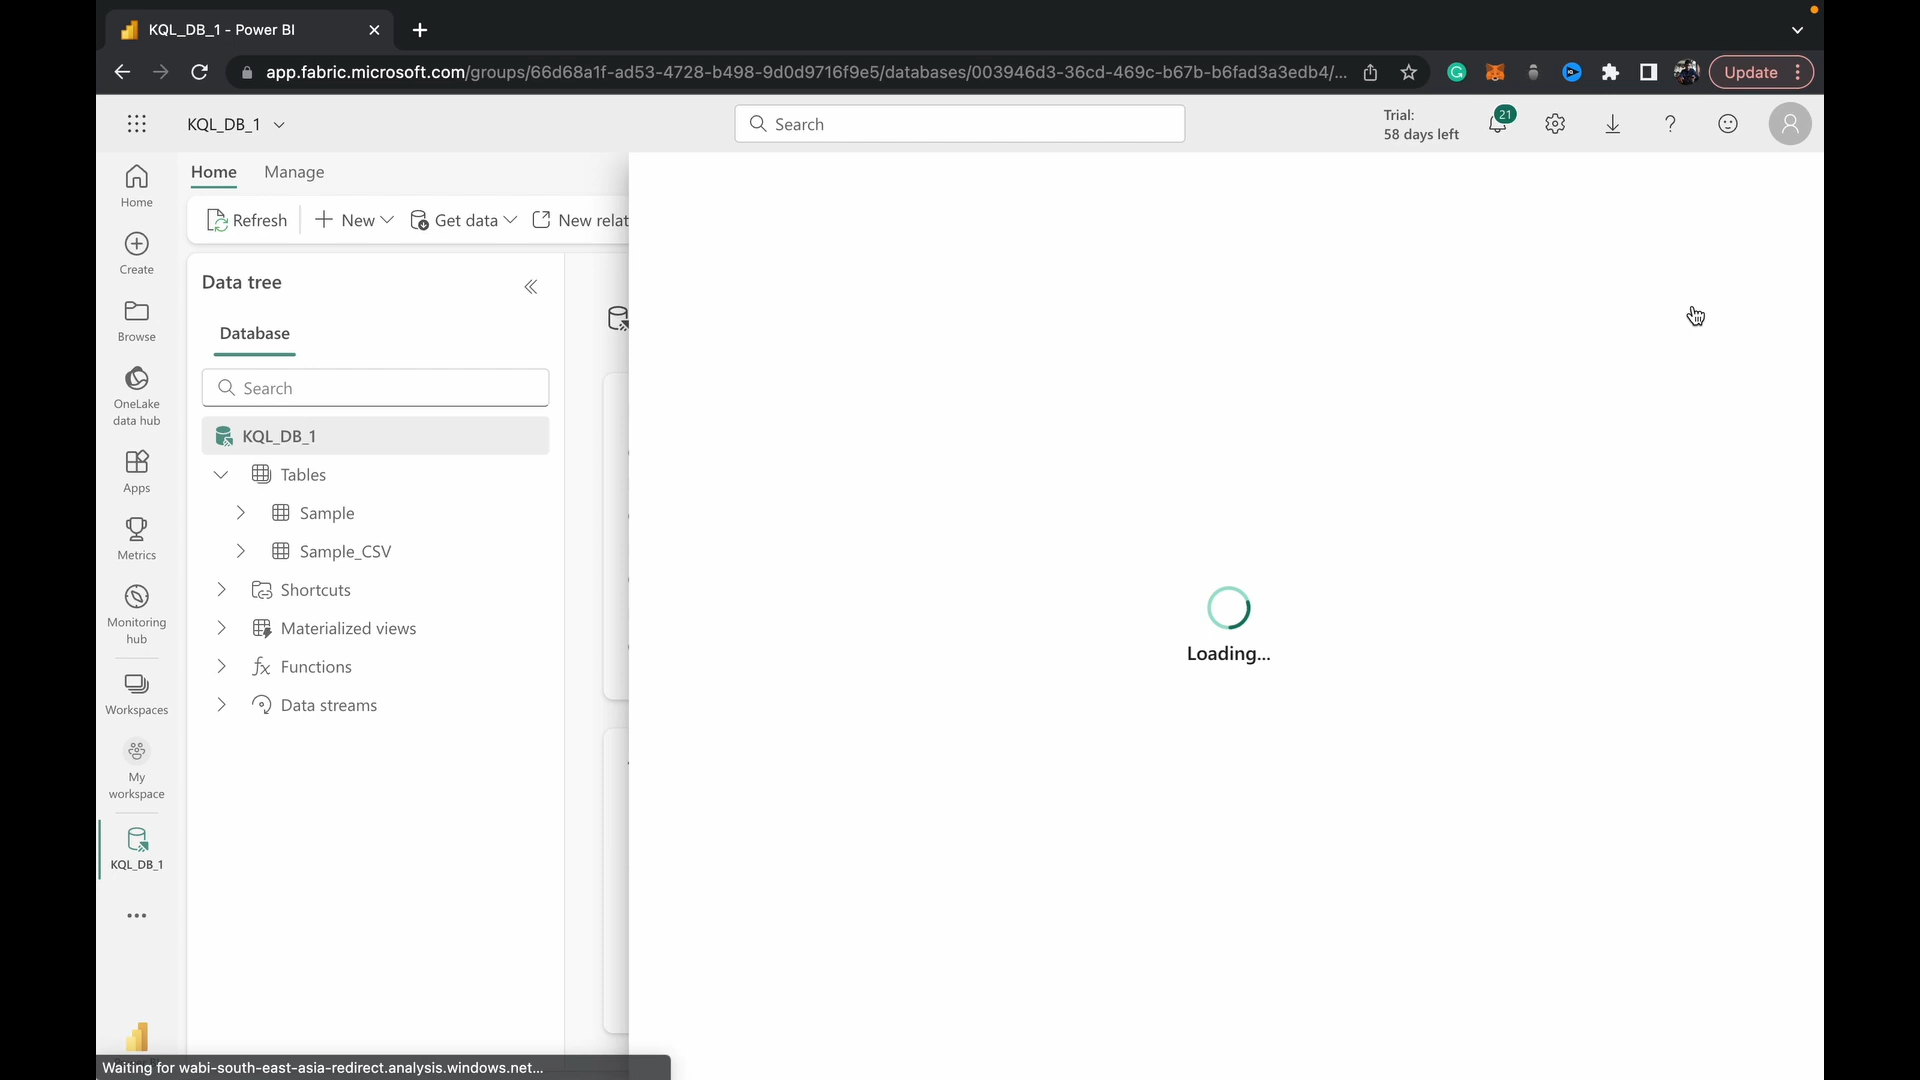 KQL_DB_1 - Power BI
app.fabric.microsoft.com/groups/66d68a1f-ad53-4728-b498-9d0d9716f9e5/databases/003946d3-36cd-469c-b67b-b6fad3a3edb4/...
Update
KQL_DB_1
Search
Trial:
58 days left
21
Home
Manage
Refresh
New
Get data
New relat
Home
Create
Browse
OneLake
data hub
Apps
Metrics
Monitoring
hub
Workspaces
My
workspace
KQL_DB_1
Data tree
Database
Search
KQL_DB_1
Tables
Sample
Sample_CSV
Shortcuts
Materialized views
Functions
Data streams
Loading...
Waiting for wabi-south-east-asia-redirect.analysis.windows.net...